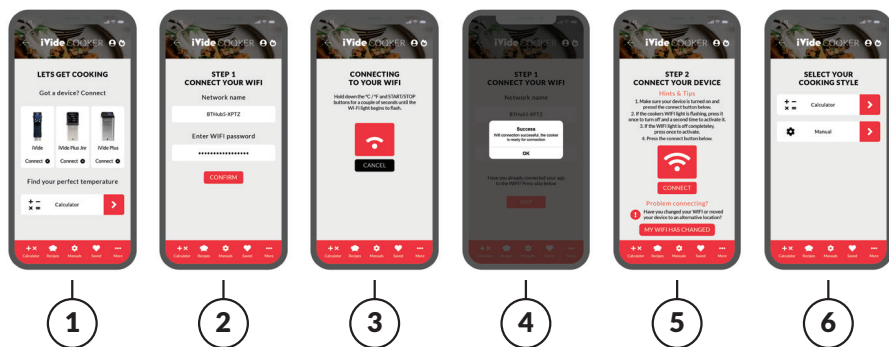 iVide COOKER
LETS GET COOKING
Got a device? Connect
iVide
iVide Plus Jnr
iVide Plus
Connect
Connect
Connect
Find your perfect temperature
Calculator
Calculator Recipes Manuals Saved More
1
iVide COOKER
STEP 1
CONNECT YOUR WIFI
Network name
BTHub5-XPTZ
Enter WIFI password
••••••••••••••••
CONFIRM
Calculator Recipes Manuals Saved More
2
iVide COOKER
CONNECTING
TO YOUR WIFI
Hold down the °C / °F and START/STOP
buttons for a couple of seconds until the
Wi-Fi light begins to flash.
CANCEL
Calculator Recipes Manuals Saved More
3
iVide COOKER
STEP 1
CONNECT YOUR WIFI
Network name
BTHub5-XPTZ
Success
Wifi connection successful, the cooker
is ready for connection
OK
Have you already connected your app
to the WIFI? Press skip below
SKIP
Calculator Recipes Manuals Saved More
4
iVide COOKER
STEP 2
CONNECT YOUR DEVICE
Hints & Tips
1. Make sure your device is turned on and
pressed the connect button below.
2. If the cookers WIFI light is flashing, press it
once to turn off and a second time to activate it.
3. If the WIFI light is off completely,
press once to activate.
4. Press the connect button below.
CONNECT
Problem connecting?
Have you changed your WIFI or moved
your device to an alternative location?
MY WIFI HAS CHANGED
Calculator Recipes Manuals Saved More
5
iVide COOKER
SELECT YOUR
COOKING STYLE
Calculator
Manual
Calculator Recipes Manuals Saved More
6